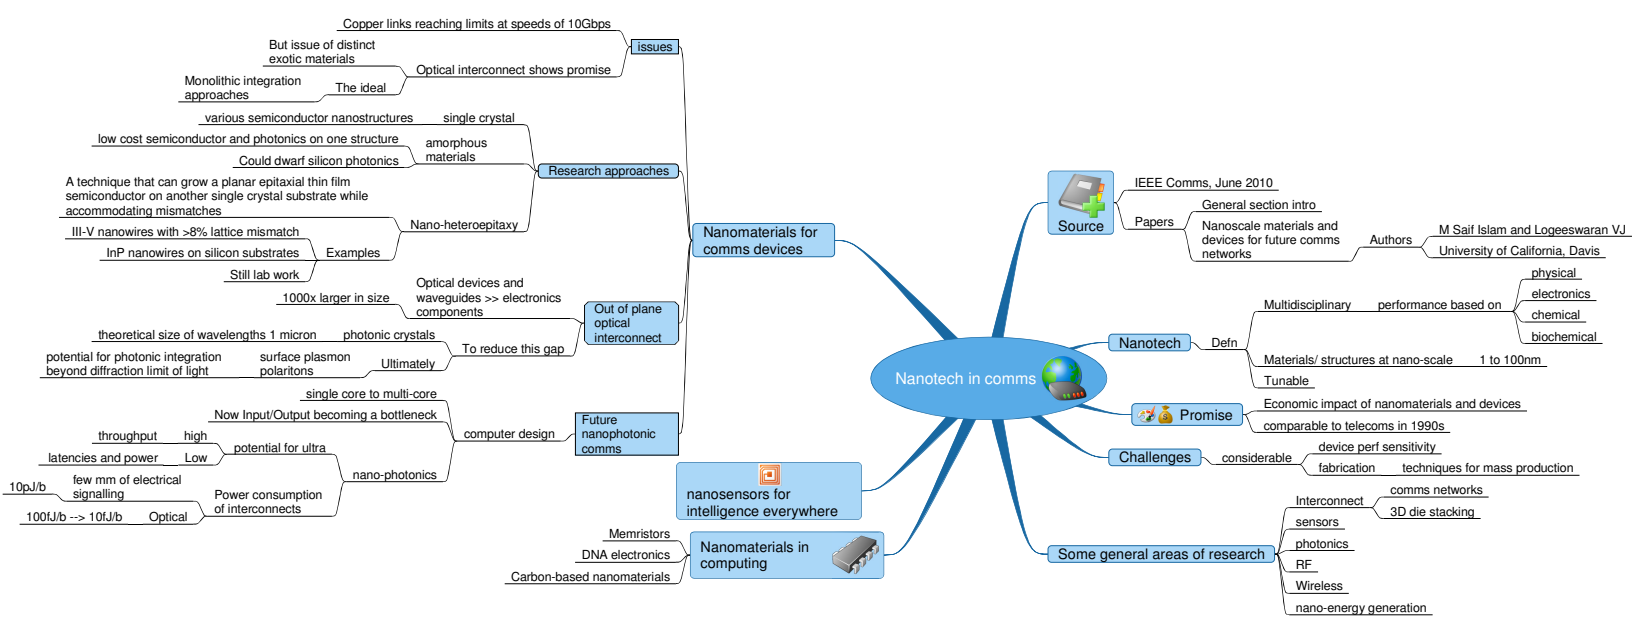 Nanotech in comms
Source
IEEE Comms, June 2010
Papers
General section intro
Nanoscale materials and
devices for future comms
networks
Authors
M Saif Islam and Logeeswaran VJ
University of California, Davis
Nanotech
Defn
Multidisciplinary
performance based on
physical
electronics
chemical
biochemical
Materials/ structures at nano-scale
1 to 100nm
Tunable
Promise
Economic impact of nanomaterials and devices
comparable to telecoms in 1990s
Challenges
considerable
device perf sensitivity
fabrication
techniques for mass production
Some general areas of research
Interconnect
comms networks
3D die stacking
sensors
photonics
RF
Wireless
nano-energy generation
Nanomaterials for
comms devices
issues
Copper links reaching limits at speeds of 10Gbps
Optical interconnect shows promise
But issue of distinct
exotic materials
The ideal
Monolithic integration
approaches
Research approaches
single crystal
various semiconductor nanostructures
amorphous
materials
low cost semiconductor and photonics on one structure
Could dwarf silicon photonics
Nano-heteroepitaxy
A technique that can grow a planar epitaxial thin film
semiconductor on another single crystal substrate while
accommodating mismatches
Examples
III-V nanowires with >8% lattice mismatch
InP nanowires on silicon substrates
Still lab work
Out of plane
optical
interconnect
Optical devices and
waveguides >> electronics
components
1000x larger in size
To reduce this gap
photonic crystals
theoretical size of wavelengths 1 micron
Ultimately
surface plasmon
polaritons
potential for photonic integration
beyond diffraction limit of light
Future
nanophotonic
comms
computer design
single core to multi-core
Now Input/Output becoming a bottleneck
nano-photonics
potential for ultra
high
throughput
Low
latencies and power
Power consumption
of interconnects
few mm of electrical
signalling
10pJ/b
Optical
100fJ/b --> 10fJ/b
nanosensors for
intelligence everywhere
Nanomaterials in
computing
Memristors
DNA electronics
Carbon-based nanomaterials